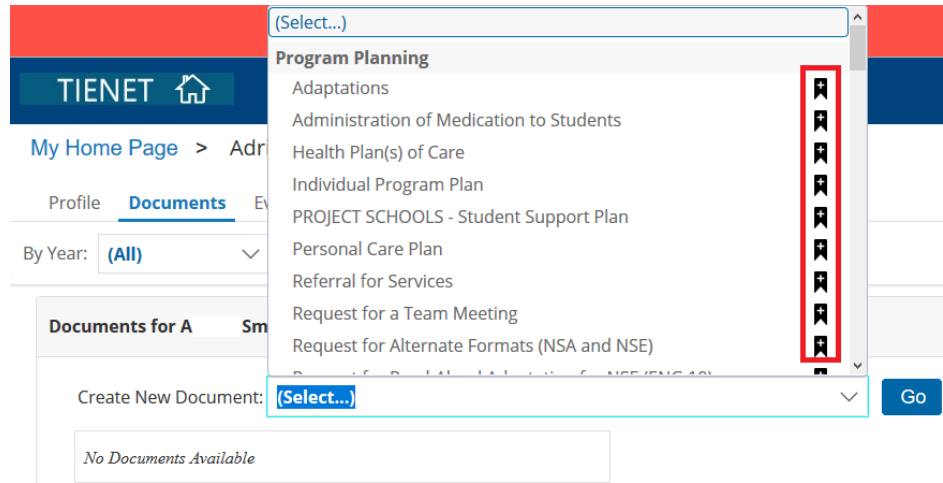 (Select...)
Program Planning
Adaptations
Administration of Medication to Students
Health Plan(s) of Care
Individual Program Plan
PROJECT SCHOOLS - Student Support Plan
Personal Care Plan
Referral for Services
Request for a Team Meeting
Request for Alternate Formats (NSA and NSE)
TIENET
My Home Page > Adri
Profile Documents Ev
By Year: (All)
Documents for A Sm
Create New Document: (Select...) Go
No Documents Available